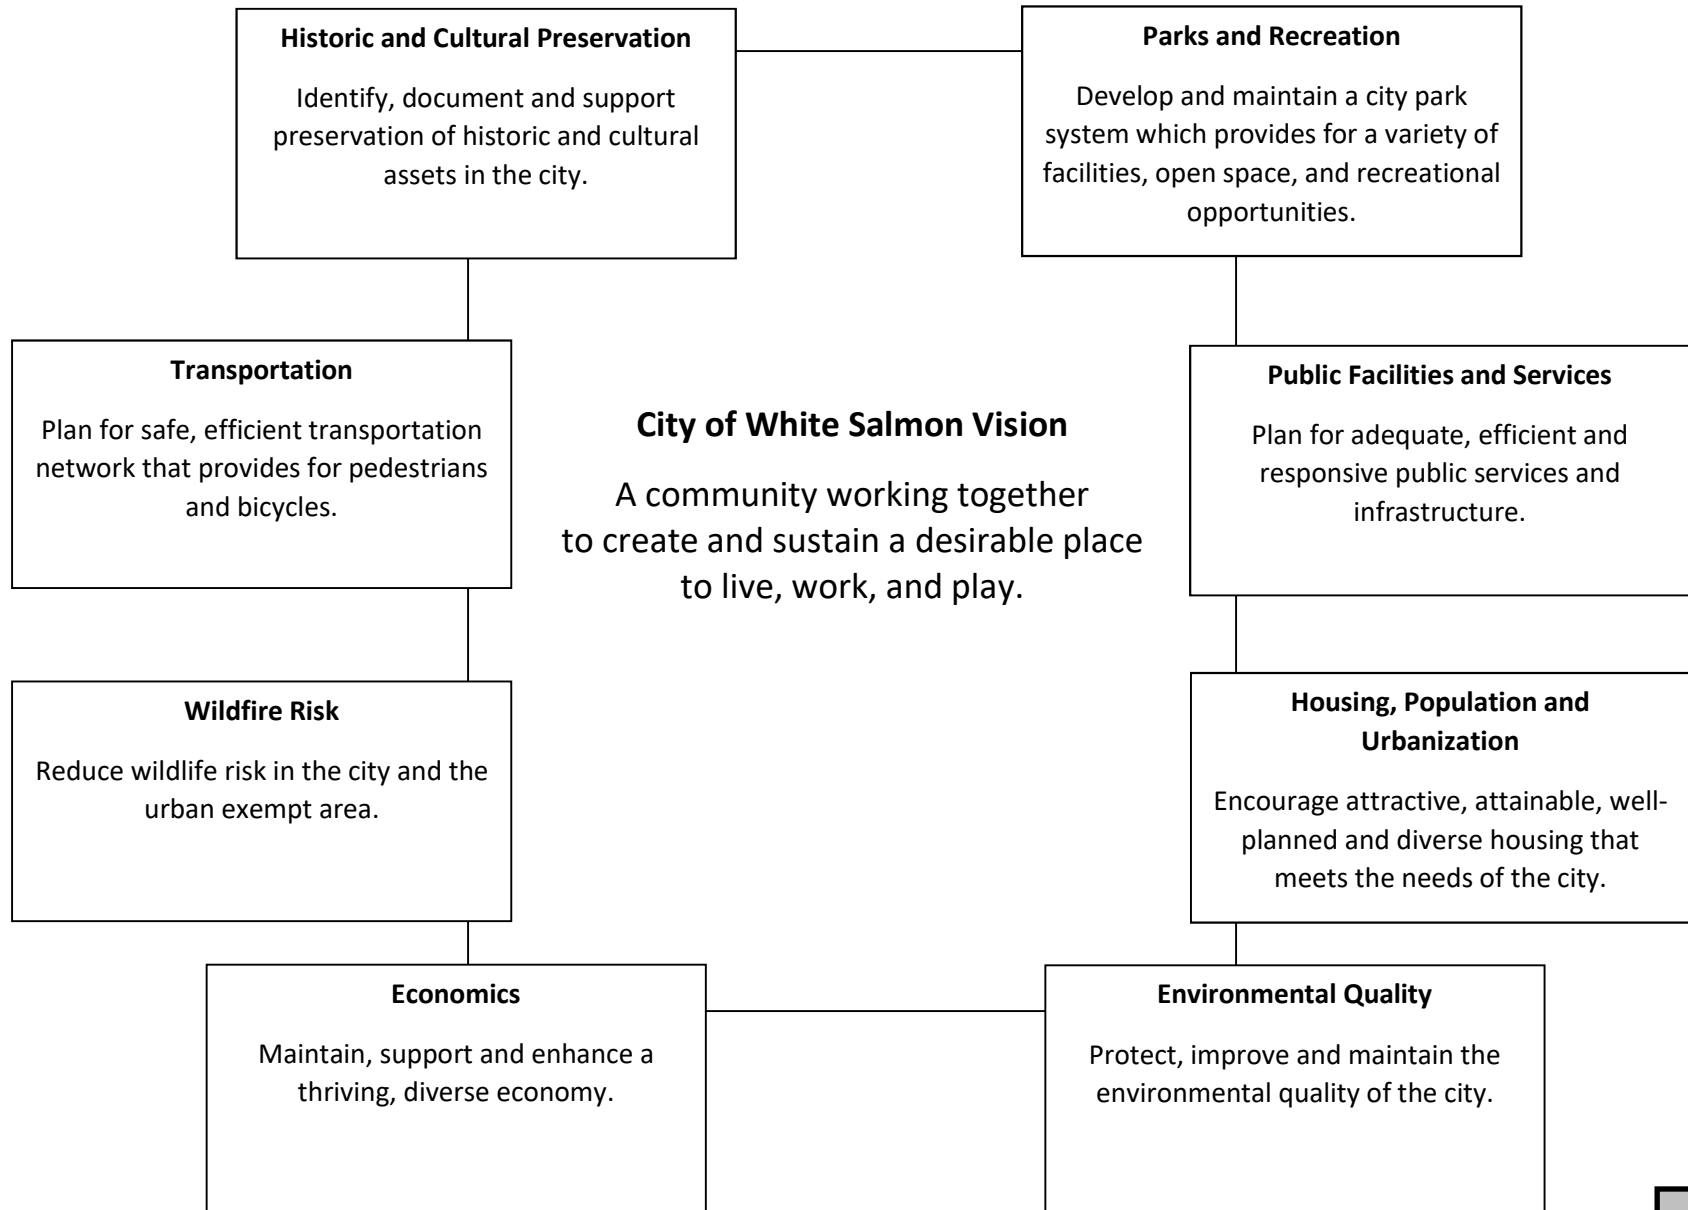 Historic and Cultural Preservation
Identify, document and support
preservation of historic and cultural
assets in the city.
Parks and Recreation
Develop and maintain a city park
system which provides for a variety of
facilities, open space, and recreational
opportunities.
Transportation
Plan for safe, efficient transportation
network that provides for pedestrians
and bicycles.
City of White Salmon Vision
A community working together
to create and sustain a desirable place
to live, work, and play.
Public Facilities and Services
Plan for adequate, efficient and
responsive public services and
infrastructure.
Wildfire Risk
Reduce wildlife risk in the city and the
urban exempt area.
Housing, Population and
Urbanization
Encourage attractive, attainable, well-
planned and diverse housing that
meets the needs of the city.
Economics
Maintain, support and enhance a
thriving, diverse economy.
Environmental Quality
Protect, improve and maintain the
environmental quality of the city.